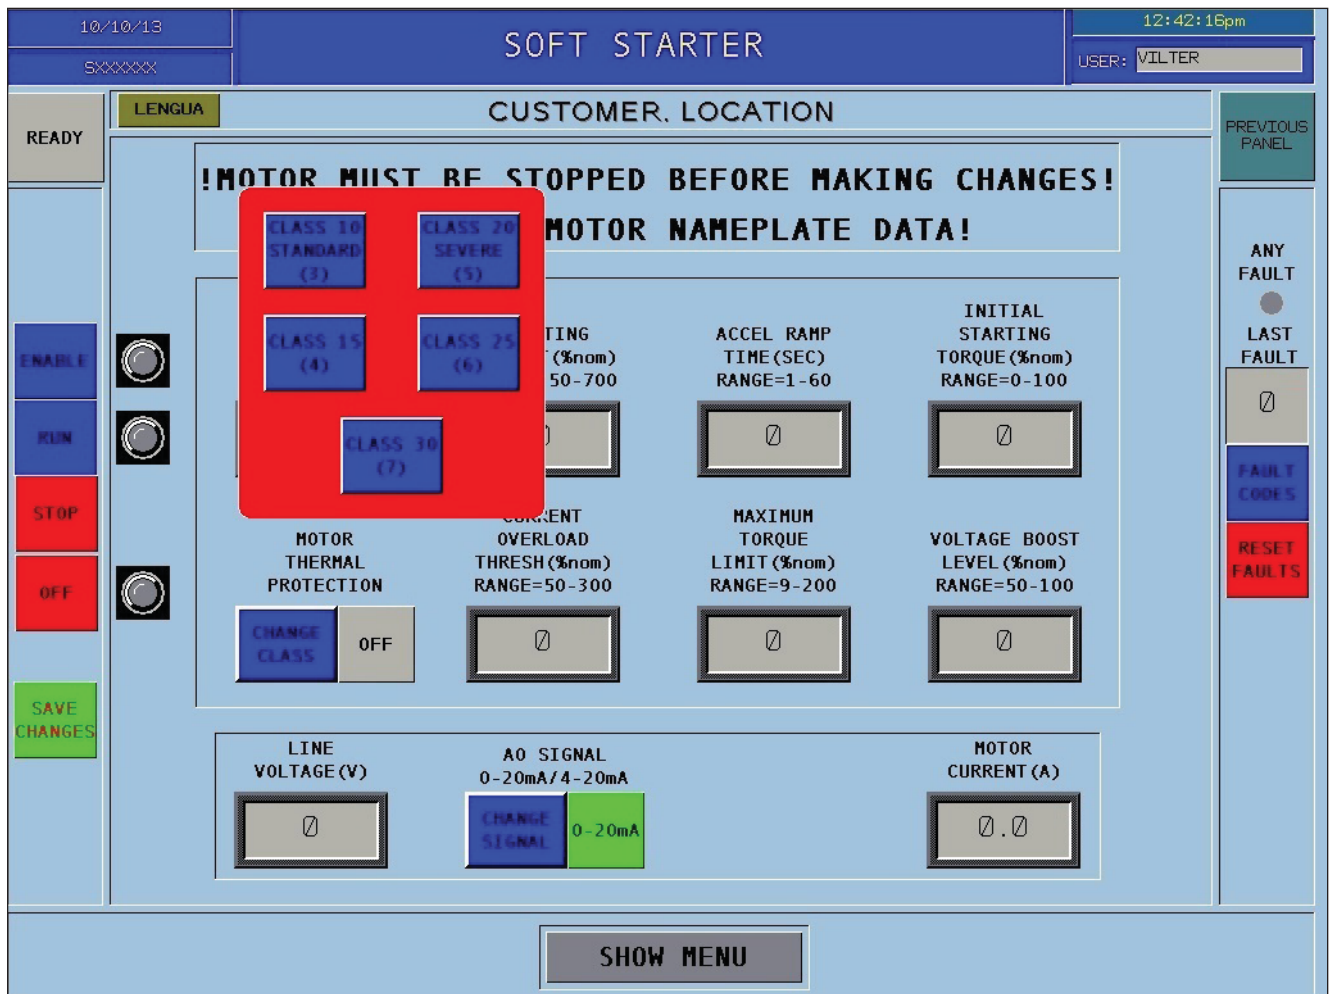 10/10/13
SXXXXXX
SOFT STARTER
12:42:16pm
USER: VILTER
READY
LENGUA
CUSTOMER, LOCATION
PREVIOUS
PANEL
!MOTOR MUST BE STOPPED BEFORE MAKING CHANGES!
MOTOR NAMEPLATE DATA!
CLASS 10
STANDARD
(3)
CLASS 20
SEVERE
(5)
CLASS 15
(4)
CLASS 25
(6)
CLASS 30
(7)
TING
(%nom)
50-700
ACCEL RAMP
TIME(SEC)
RANGE=1-60
0
INITIAL
STARTING
TORQUE(%nom)
RANGE=0-100
0
ENABLE
RUN
STOP
OFF
SAVE
CHANGES
ANY
FAULT
LAST
FAULT
0
FAULT
CODES
RESET
FAULTS
MOTOR
THERMAL
PROTECTION
CHANGE
CLASS
OFF
CURRENT
OVERLOAD
THRESH(%nom)
RANGE=50-300
0
MAXIMUM
TORQUE
LIMIT(%nom)
RANGE=9-200
0
VOLTAGE BOOST
LEVEL(%nom)
RANGE=50-100
0
LINE
VOLTAGE(V)
0
AO SIGNAL
0-20mA/4-20mA
CHANGE
SIGNAL
0-20mA
MOTOR
CURRENT(A)
0.0
SHOW MENU